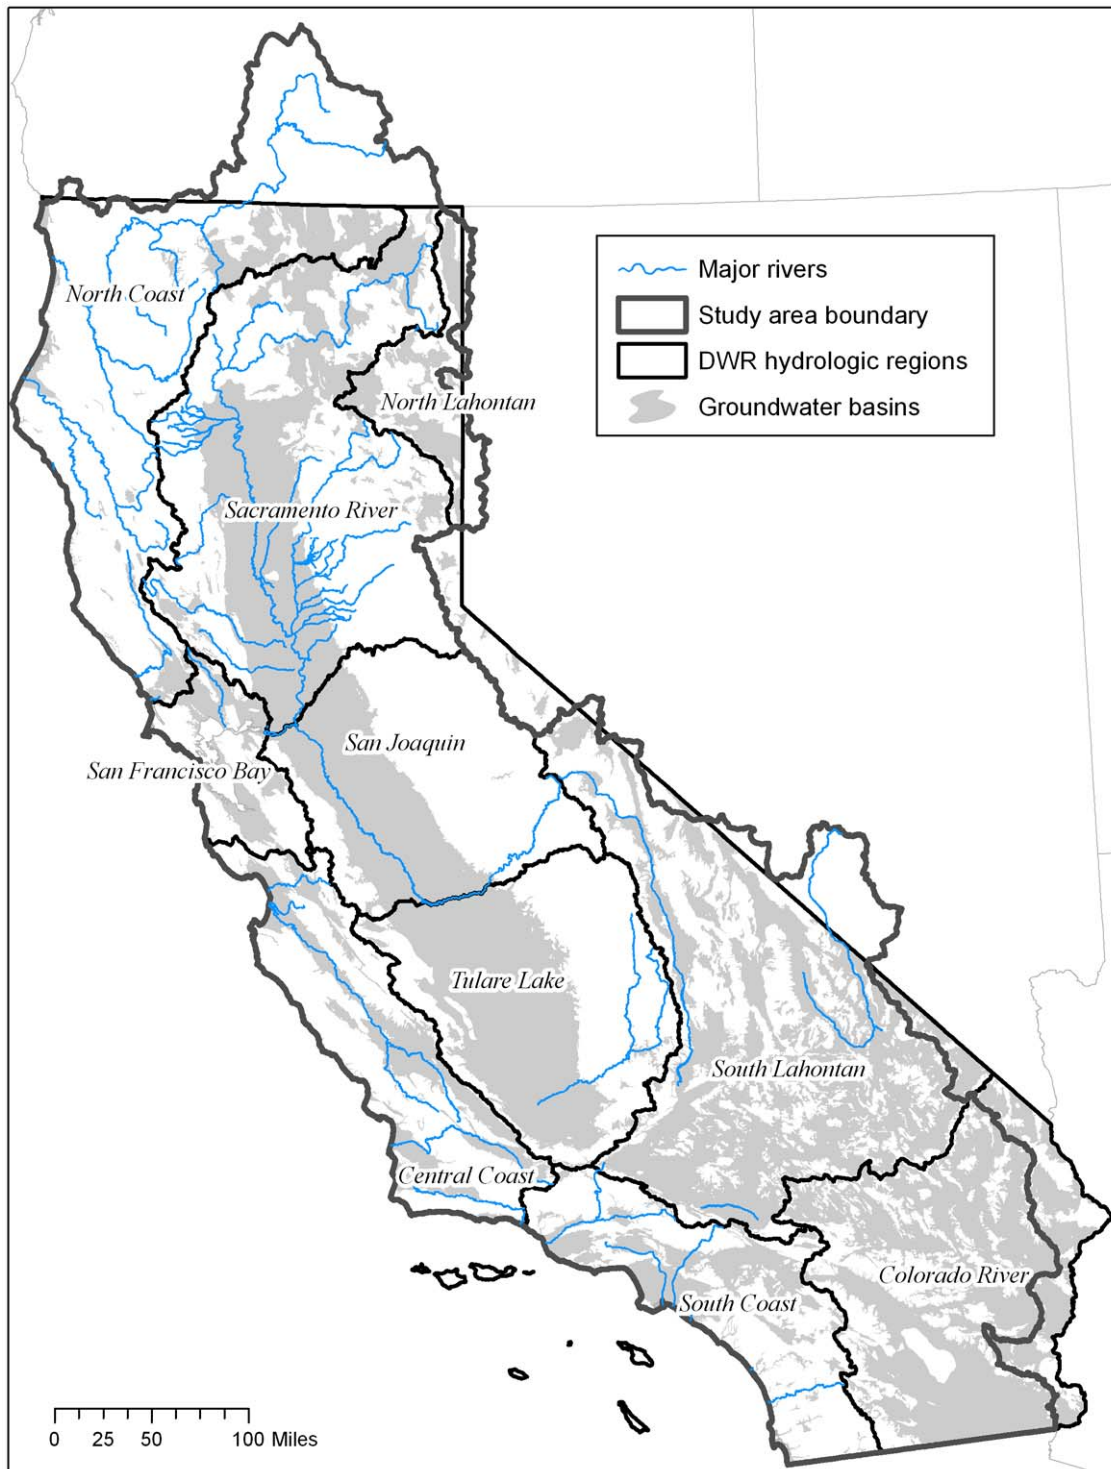 Major rivers
Study area boundary
DWR hydrologic regions
Groundwater basins
North Coast
North Lahontan
Sacramento River
San Joaquin
San Francisco Bay
Tulare Lake
South Lahontan
Central Coast
Colorado River
South Coast
0 25 50 100 Miles